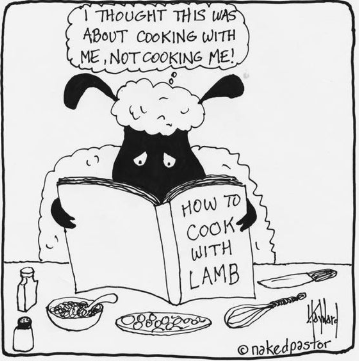 I THOUGHT THIS WAS
ABOUT COOKING WITH
ME, NOT COOKING ME!
HOW TO
COOK
WITH
LAMB
© nakedpastor